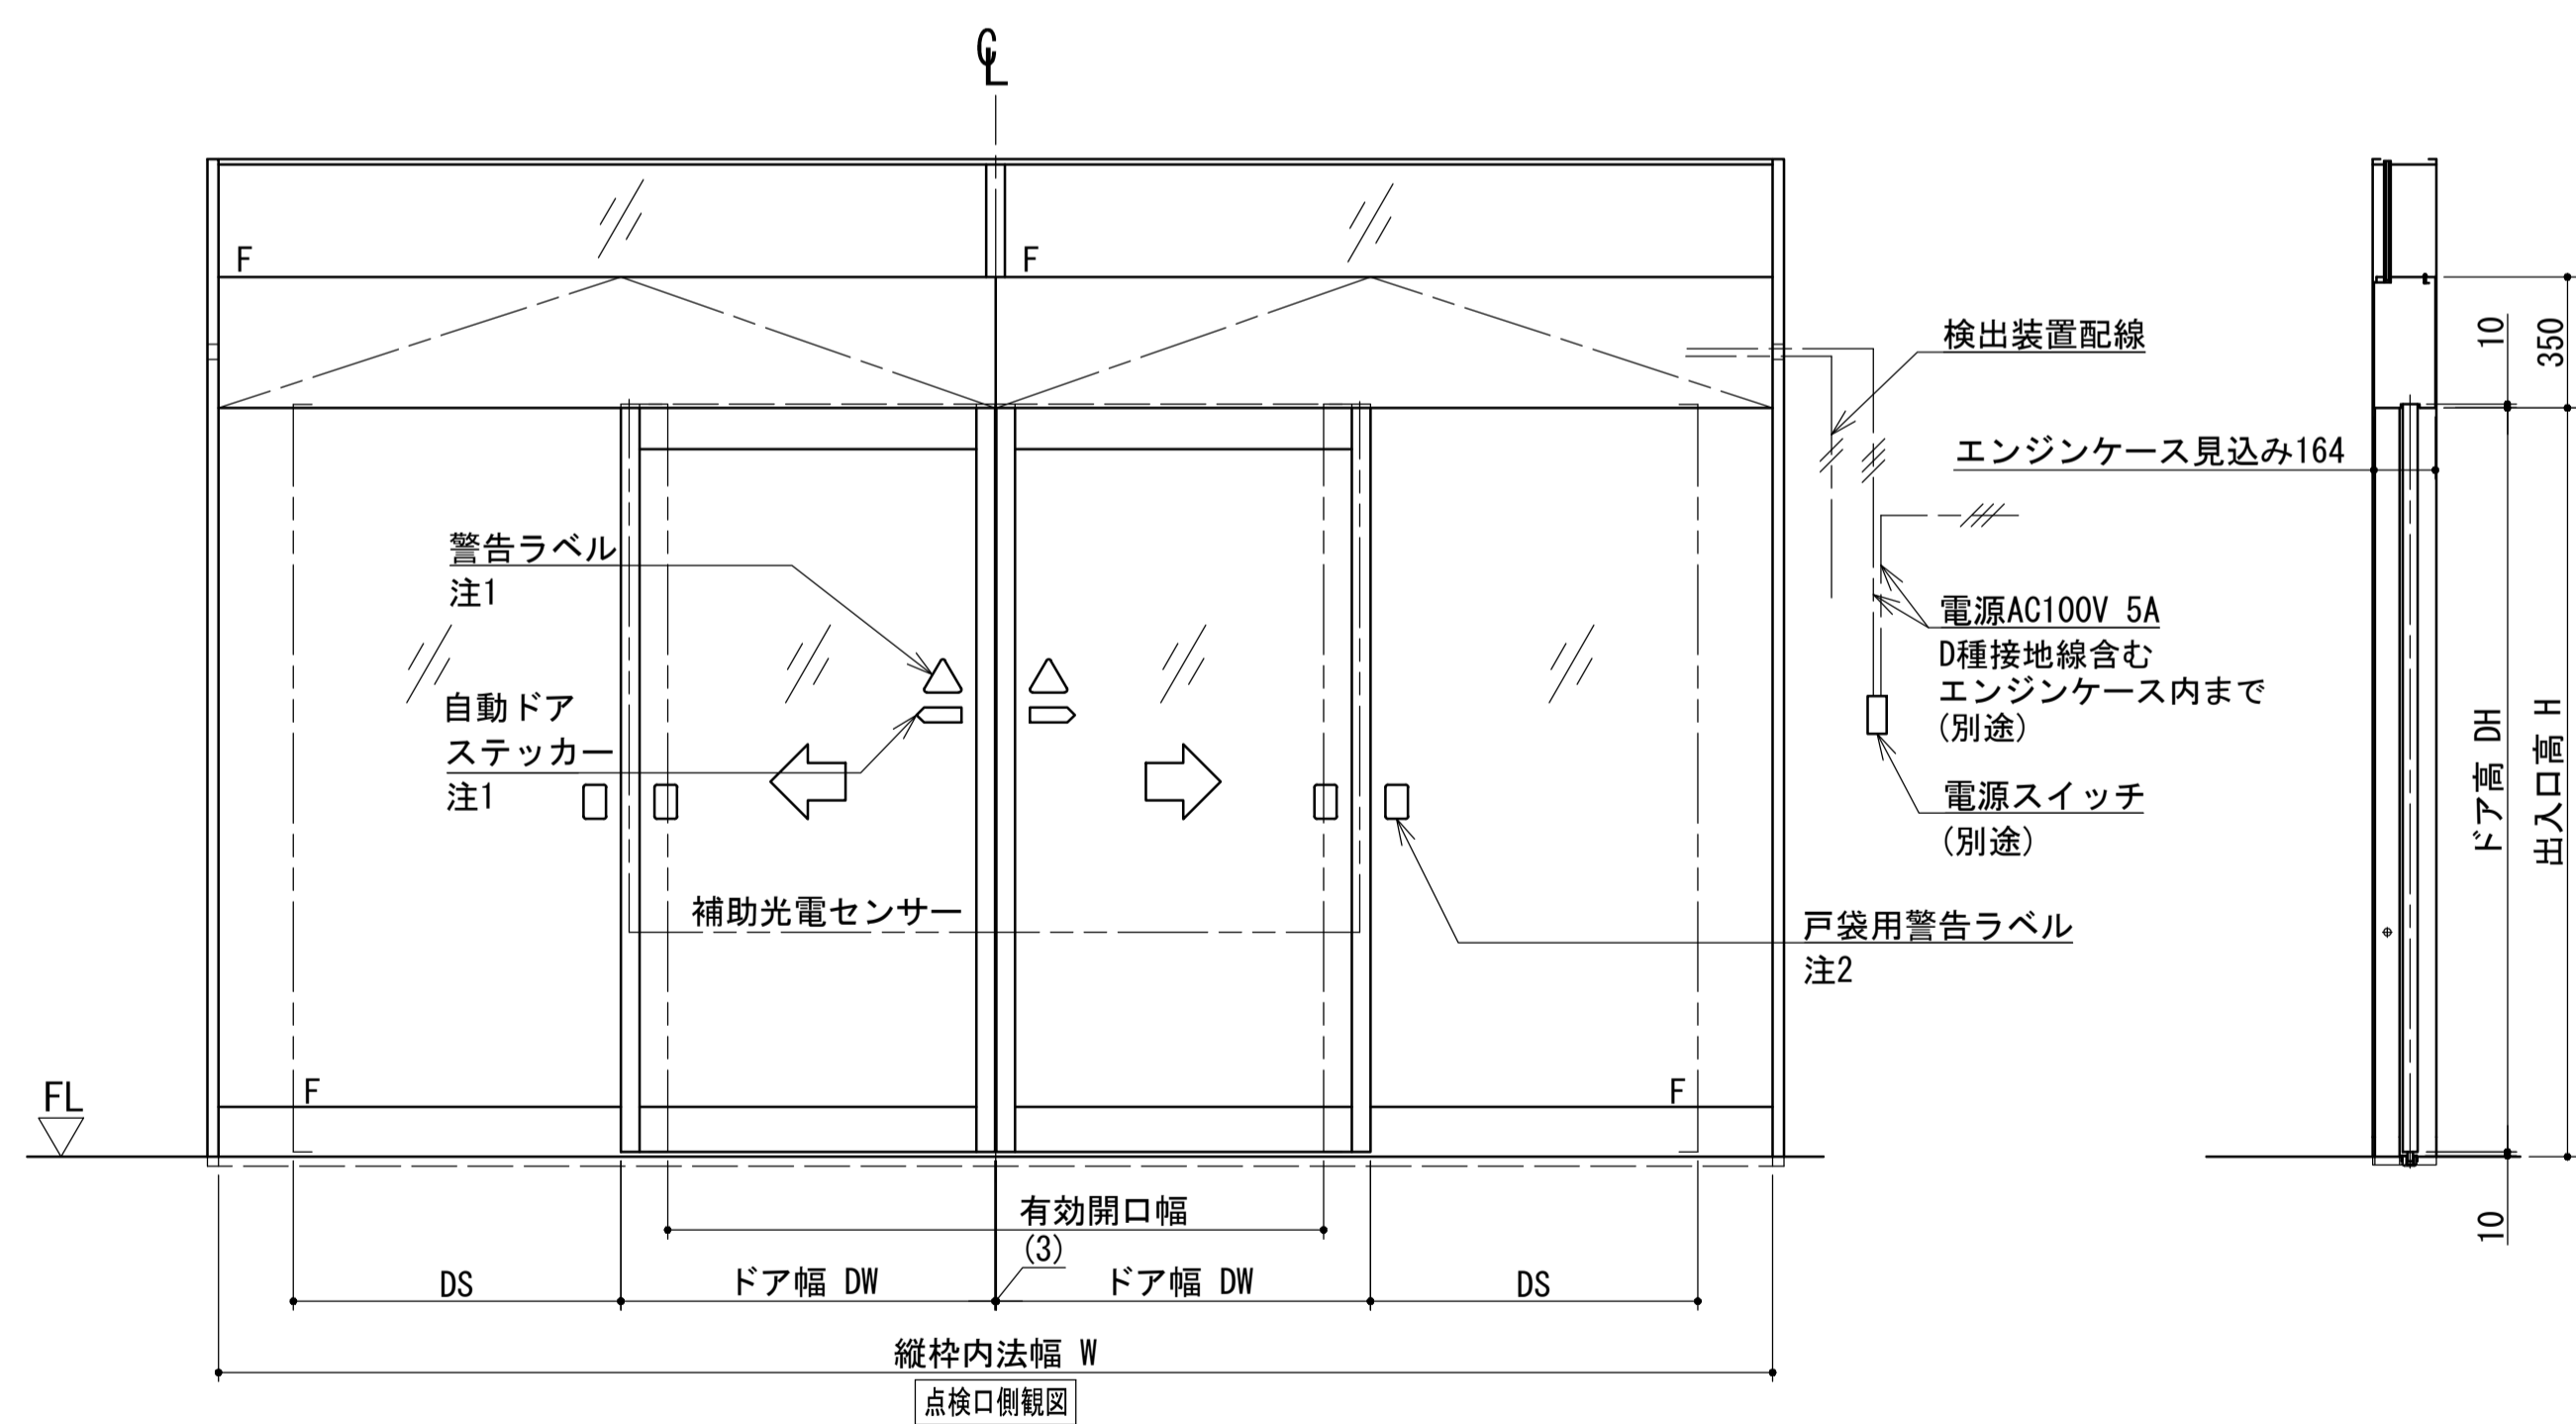 CL
F
F
検出装置配線
10
350
エンジンケース見込み164
警告ラベル
注1
電源AC100V 5A
D種接地線含む
エンジンケース内まで
(別途)
自動ドア
ステッカー
注1
電源スイッチ
(別途)
ドア高 DH
出入口高 H
補助光電センサー
戸袋用警告ラベル
注2
F
F
FL
有効開口幅
(3)
10
DS
ドア幅 DW
ドア幅 DW
DS
縦枠内法幅 W
点検口側観図